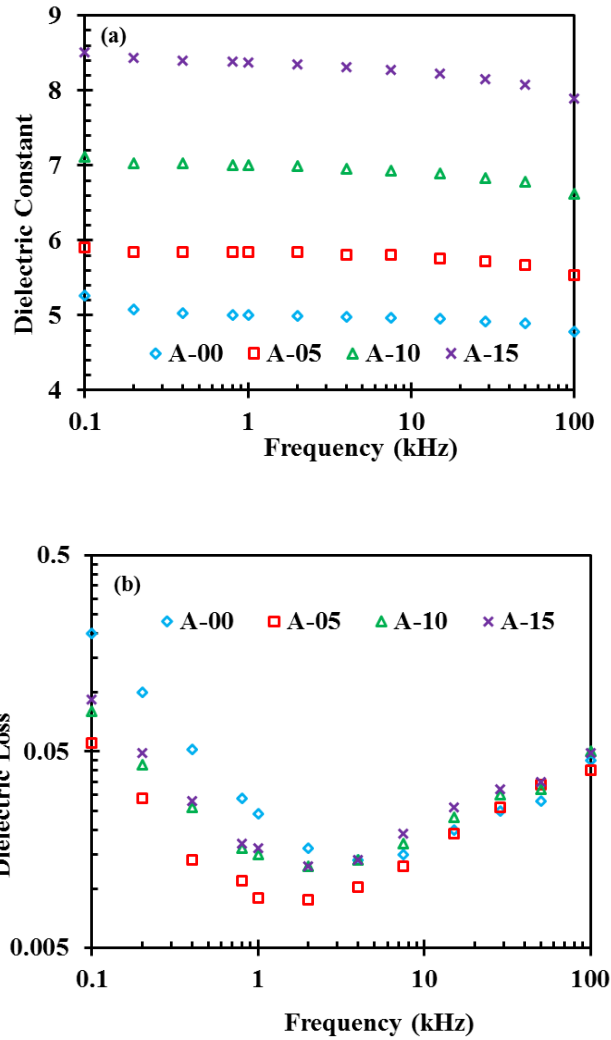 9
(a)
8
7
6
5
4
Dielectric Constant
A-00 A-05 A-10 A-15
0.1 1 10 100
Frequency (kHz)
0.5
(b)
A-00 A-05 A-10 A-15
0.05
Dielectric Loss
0.005
0.1 1 10 100
Frequency (kHz)